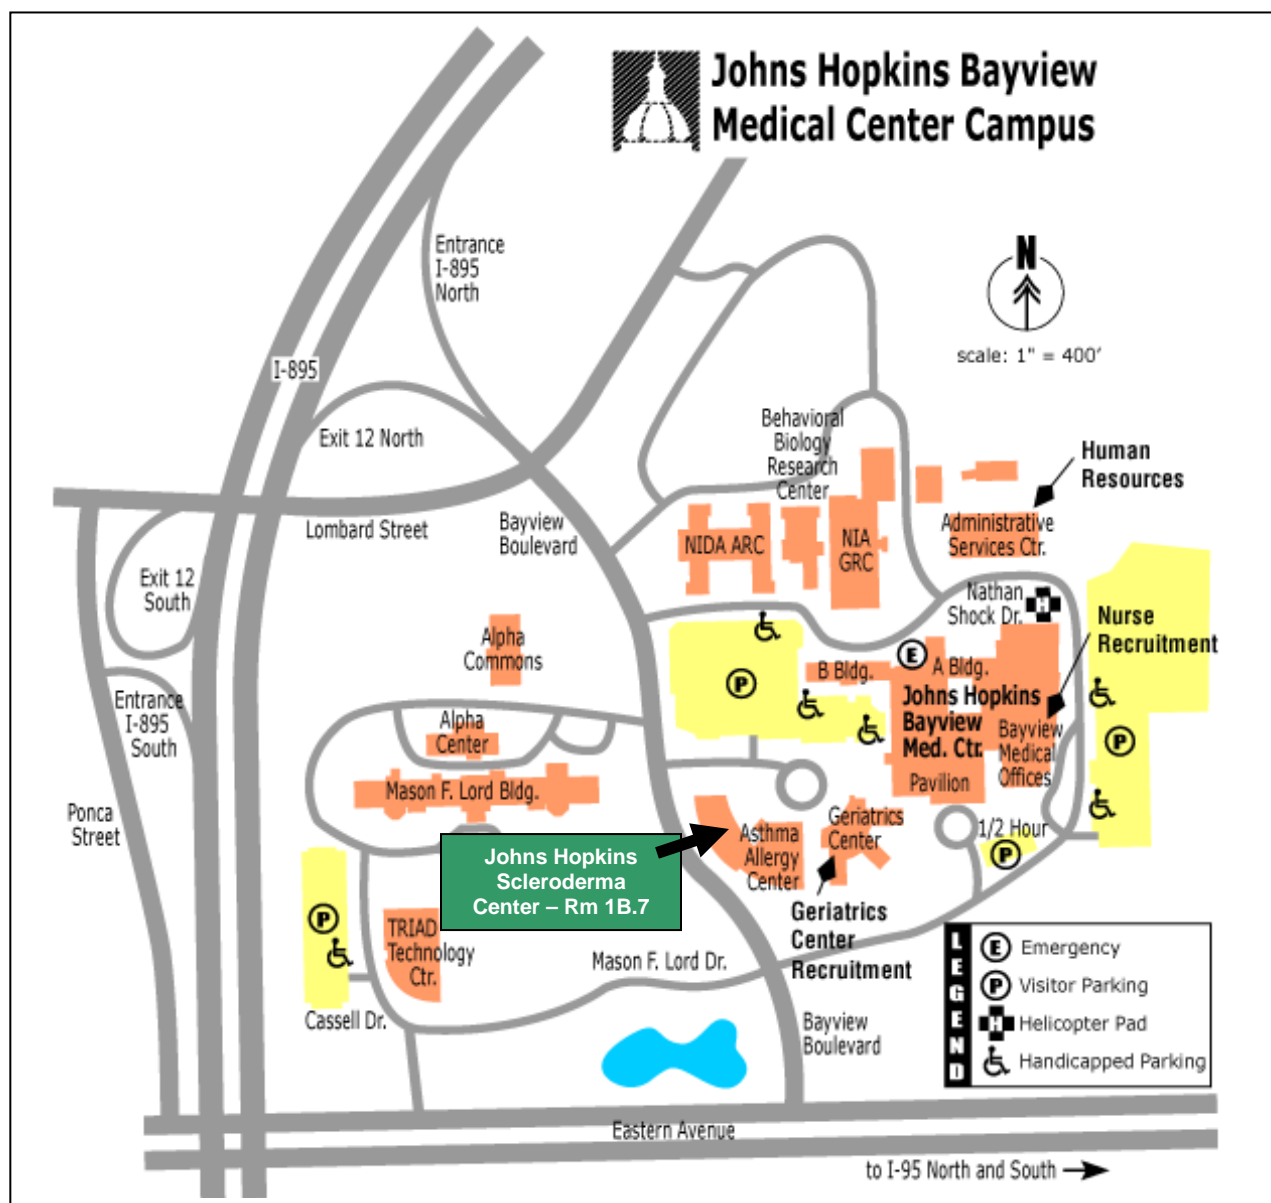 Johns Hopkins Bayview
Medical Center Campus
N
scale: 1" = 400'
Entrance
I-895
North
I-895
Exit 12 North
Lombard Street
Bayview
Boulevard
Exit 12
South
Entrance
I-895
South
Ponca
Street
Behavioral
Biology
Research
Center
Human
Resources
NIDA ARC
NIA
GRC
Administrative
Services Ctr.
Nathan
Shock Dr.
H
Nurse
Recruitment
Alpha
Commons
Alpha
Center
Mason F. Lord Bldg.
P
B Bldg.
E
A Bldg.
Johns Hopkins
Bayview
Med. Ctr.
Pavilion
Bayview
Medical
Offices
P
1/2 Hour
P
Johns Hopkins
Scleroderma
Center – Rm 1B.7
Asthma
Allergy
Center
Geriatrics
Center
Geriatrics
Center
Recruitment
P
TRIAD
Technology
Ctr.
Cassell Dr.
Mason F. Lord Dr.
Bayview
Boulevard
LEGEND
E Emergency
P Visitor Parking
H Helicopter Pad
Handicapped Parking
Eastern Avenue
to I-95 North and South